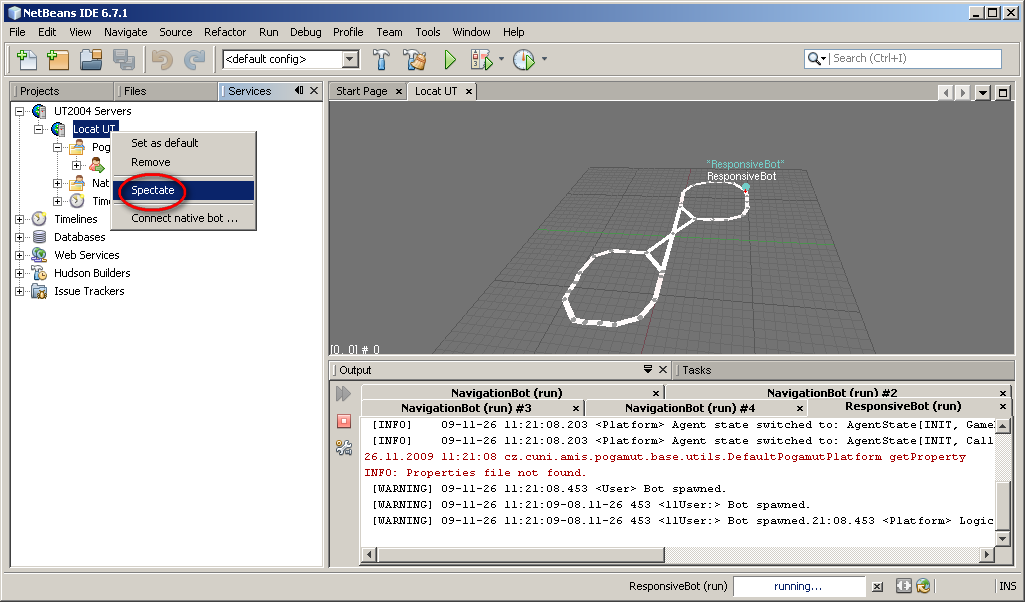 NetBeans IDE 6.7.1
File Edit View Navigate Source Refactor Run Debug Profile Team Tools Window Help
<default config>
Search (Ctrl+I)
Projects Files Services
Start Page Locat UT
UT2004 Servers
Locat UT
Pog
Nat
Time
Timelines
Databases
Web Services
Hudson Builders
Issue Trackers
Set as default
Remove
Spectate
Connect native bot ...
*ResponsiveBot*
ResponsiveBot
[0, 0] # 0
Output Tasks
NavigationBot (run) NavigationBot (run) #2
NavigationBot (run) #3 NavigationBot (run) #4 ResponsiveBot (run)
[INFO] 09-11-26 11:21:08.203 <Platform> Agent state switched to: AgentState[INIT, Game
[INFO] 09-11-26 11:21:08.203 <Platform> Agent state switched to: AgentState[INIT, Call
26.11.2009 11:21:08 cz.cuni.amis.pogamut.base.utils.DefaultPogamutPlatform getProperty
INFO: Properties file not found.
[WARNING] 09-11-26 11:21:08.453 <User> Bot spawned.
[WARNING] 09-11-26 11:21:09-08.11-26 453 <llUser:> Bot spawned.
[WARNING] 09-11-26 11:21:09-08.11-26 453 <llUser:> Bot spawned.21:08.453 <Platform> Logic
ResponsiveBot (run) running... INS